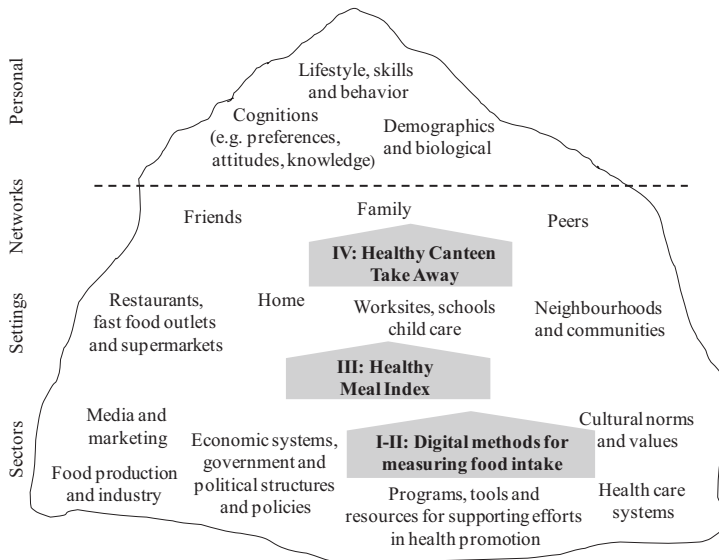 Personal
Lifestyle, skills
and behavior
Cognitions
(e.g. preferences,
attitudes, knowledge)
Demographics
and biological
Networks
Friends
Family
Peers
IV: Healthy Canteen
Take Away
Settings
Restaurants,
fast food outlets
and supermarkets
Home
Worksites, schools
child care
Neighbourhoods
and communities
III: Healthy
Meal Index
Sectors
Media and
marketing
Food production
and industry
Economic systems,
government and
political structures
and policies
I-II: Digital methods for
measuring food intake
Programs, tools and
resources for supporting efforts
in health promotion
Cultural norms
and values
Health care
systems